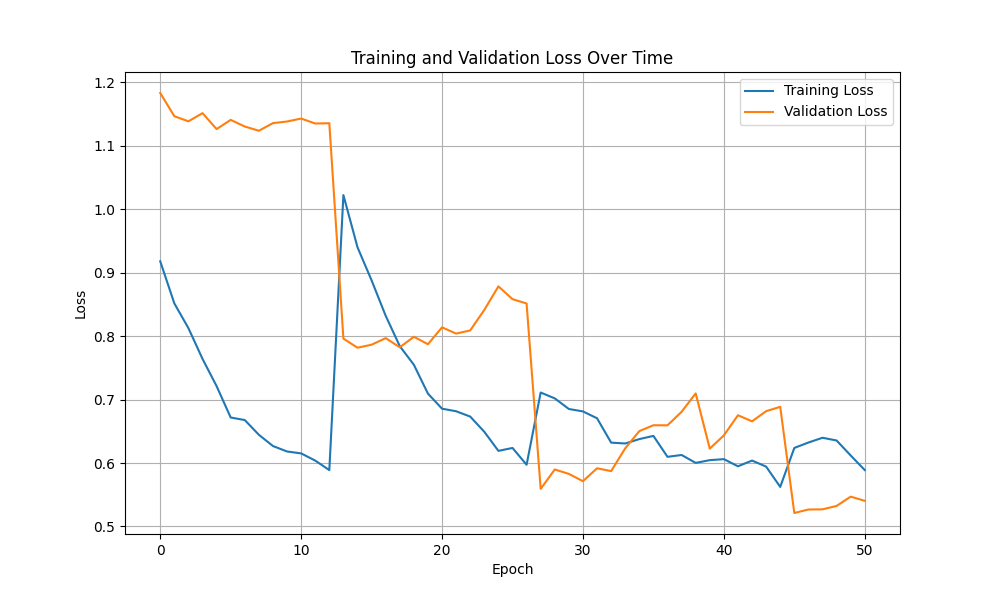 Training and Validation Loss Over Time
1.2
1.1
1.0
0.9
0.8
0.7
0.6
0.5
Loss
Training Loss
Validation Loss
0 10 20 30 40 50
Epoch